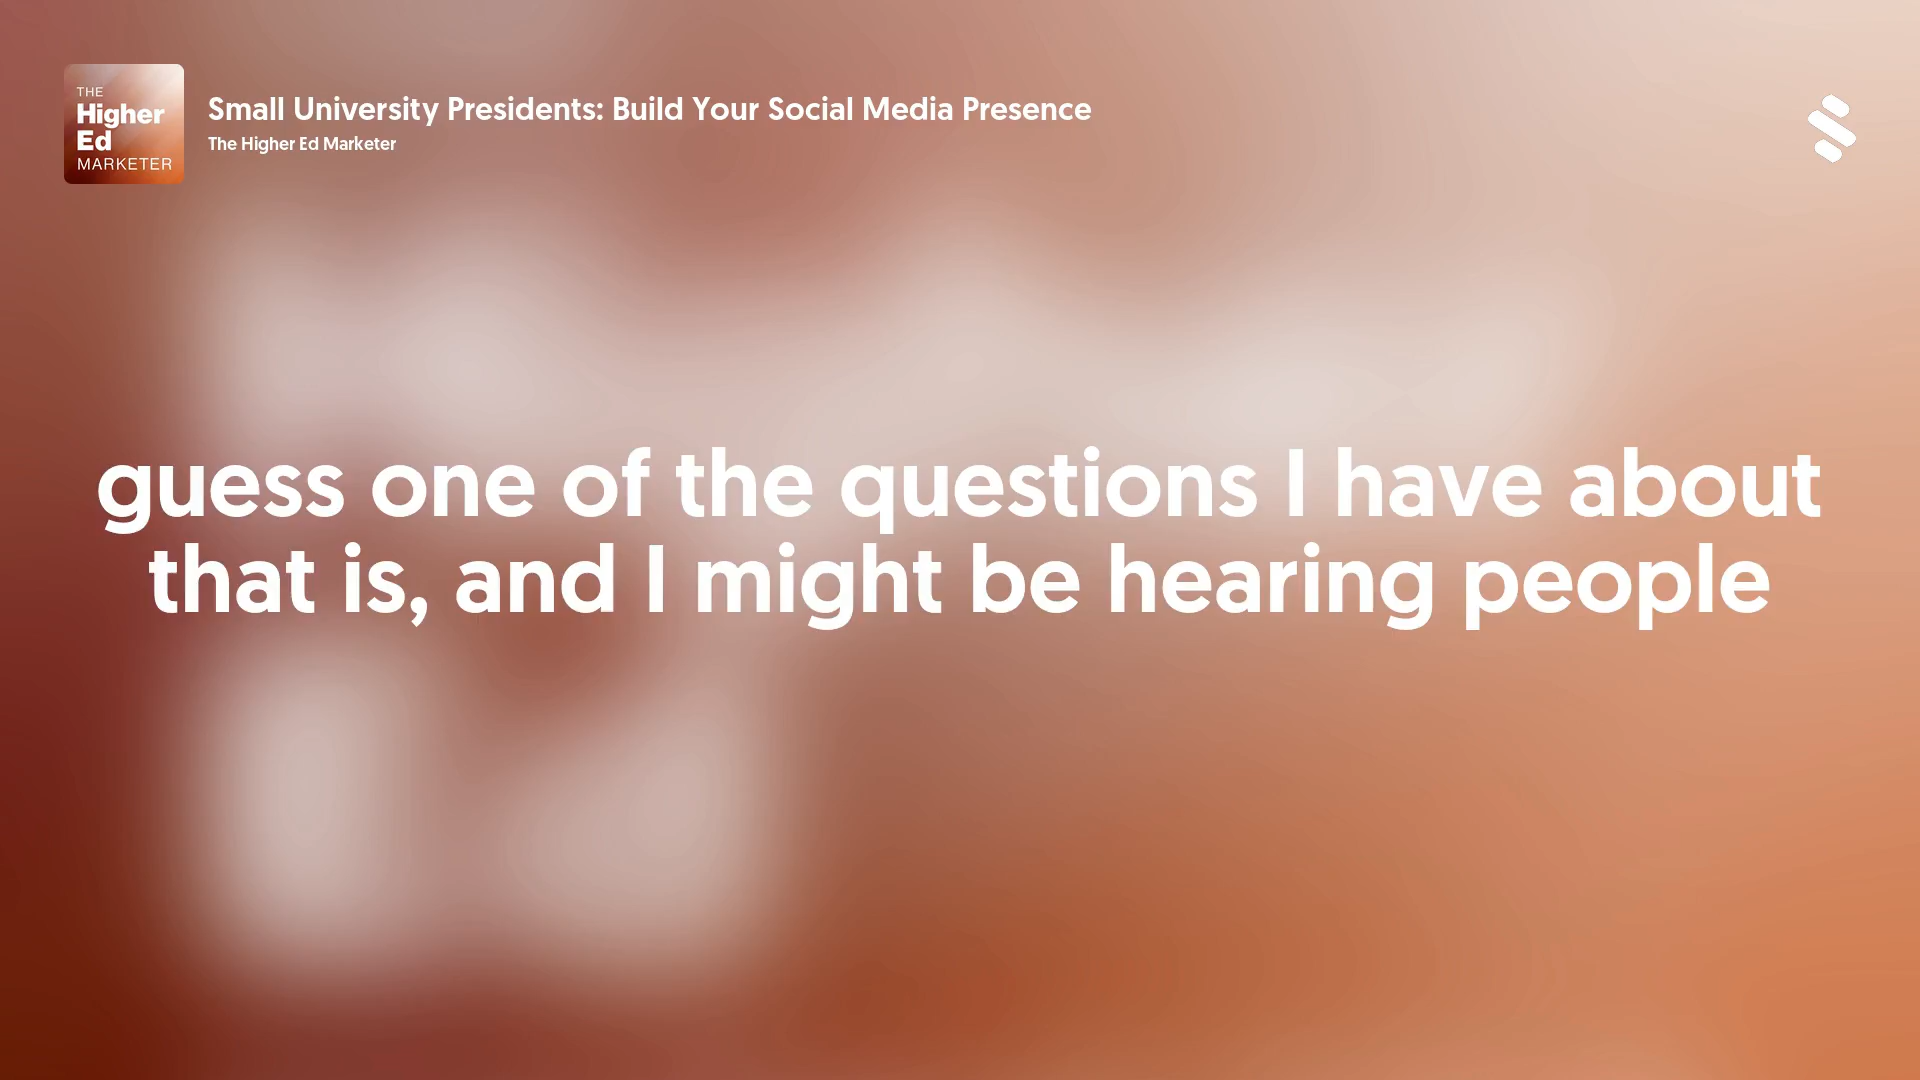 THE
Higher
Ed
MARKETER
Small University Presidents: Build Your Social Media Presence
The Higher Ed Marketer
guess one of the questions I have about
that is, and I might be hearing people